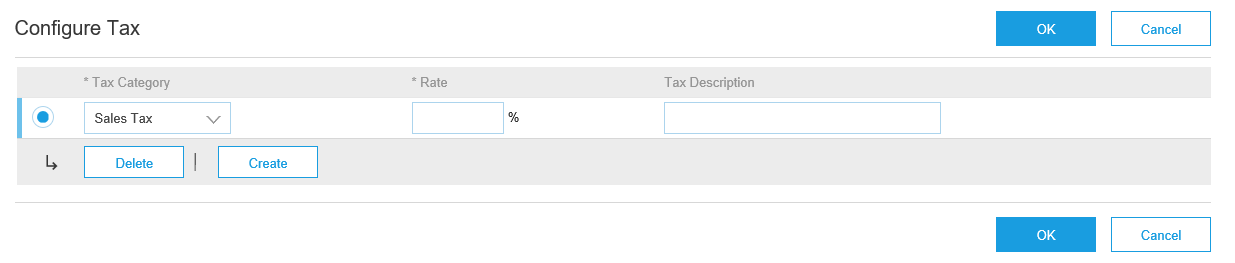 Configure Tax
OK Cancel
* Tax Category * Rate Tax Description
Sales Tax %
Delete | Create
OK Cancel